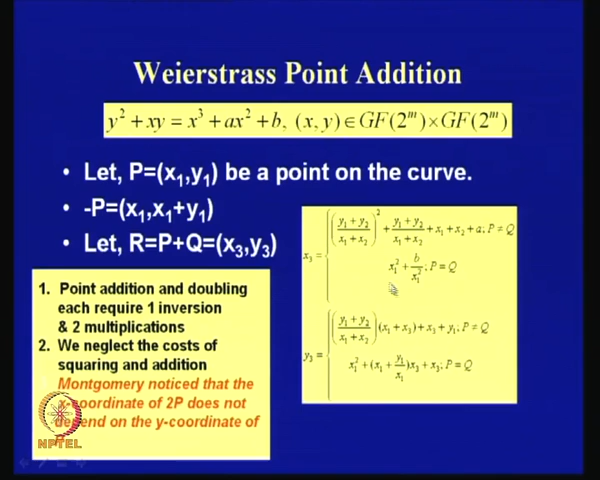 Weierstrass Point Addition
y² + xy = x³ + ax² + b, (x, y) ∈ GF(2ᵐ) × GF(2ᵐ)
• Let, P=(x₁,y₁) be a point on the curve.
• -P=(x₁,x₁+y₁)
• Let, R=P+Q=(x₃,y₃)
x₃ = { ((y₁ + y₂)/(x₁ + x₂))² + (y₁ + y₂)/(x₁ + x₂) + x₁ + x₂ + a; P ≠ Q
x₁² + b/x₁²; P = Q
y₃ = { ((y₁ + y₂)/(x₁ + x₂))(x₁ + x₃) + x₃ + y₁; P ≠ Q
x₁² + (x₁ + y₁/x₁)x₃ + x₃; P = Q
1. Point addition and doubling
each require 1 inversion
& 2 multiplications
2. We neglect the costs of
squaring and addition
Montgomery noticed that the
x-coordinate of 2P does not
depend on the y-coordinate of
NPTEL